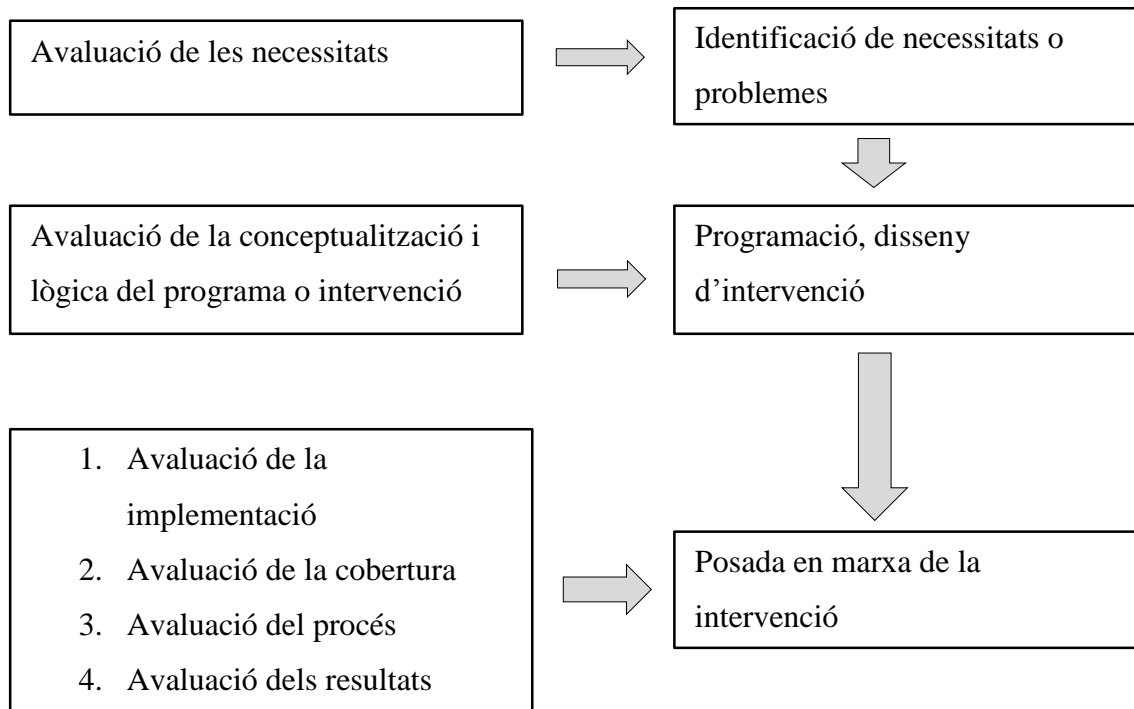 Avaluació de les necessitats
Identificació de necessitats o
problemes
Avaluació de la conceptualització i
lògica del programa o intervenció
Programació, disseny
d’intervenció
1. Avaluació de la
implementació
2. Avaluació de la cobertura
3. Avaluació del procés
4. Avaluació dels resultats
Posada en marxa de la
intervenció